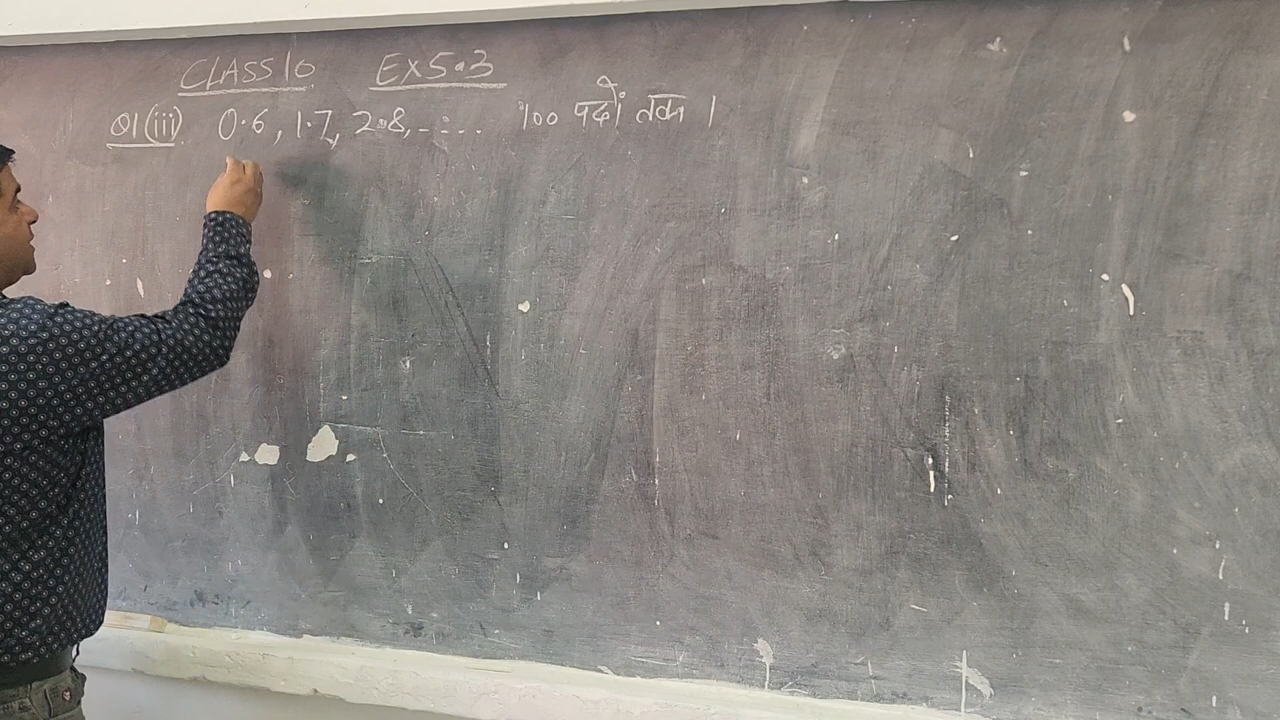 CLASS 10 EX 5.3
Q1 (iii) 0.6, 1.7, 2.8, ..... 100 पदों तक ।